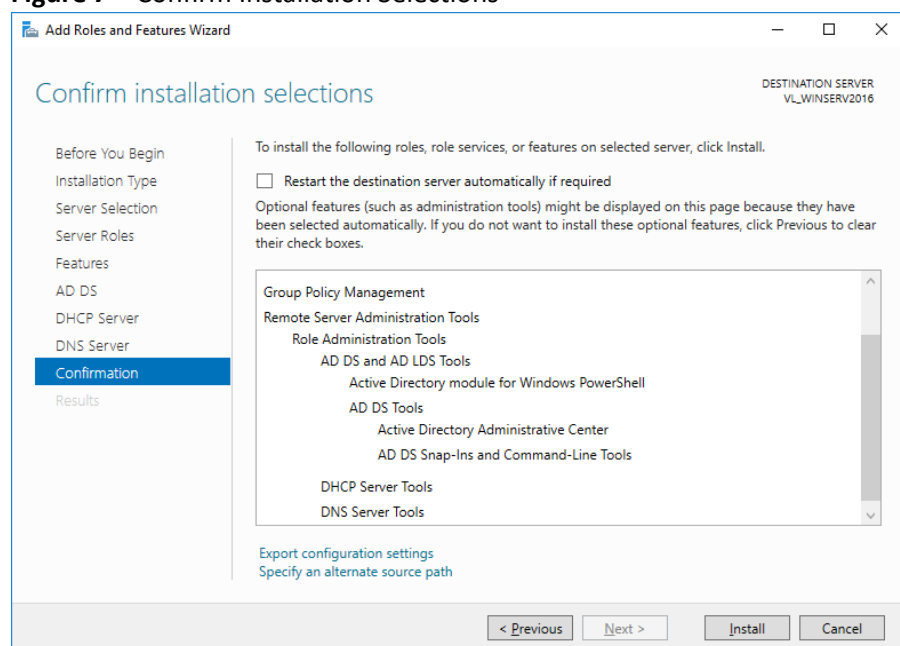 Figure 7 Confirm Installation Selections
Add Roles and Features Wizard
Confirm installation selections
DESTINATION SERVER
VL_WINSERV2016
Before You Begin
Installation Type
Server Selection
Server Roles
Features
AD DS
DHCP Server
DNS Server
Confirmation
Results
To install the following roles, role services, or features on selected server, click Install.
Restart the destination server automatically if required
Optional features (such as administration tools) might be displayed on this page because they have
been selected automatically. If you do not want to install these optional features, click Previous to clear
their check boxes.
Group Policy Management
Remote Server Administration Tools
Role Administration Tools
AD DS and AD LDS Tools
Active Directory module for Windows PowerShell
AD DS Tools
Active Directory Administrative Center
AD DS Snap-Ins and Command-Line Tools
DHCP Server Tools
DNS Server Tools
Export configuration settings
Specify an alternate source path
< Previous
Next >
Install
Cancel